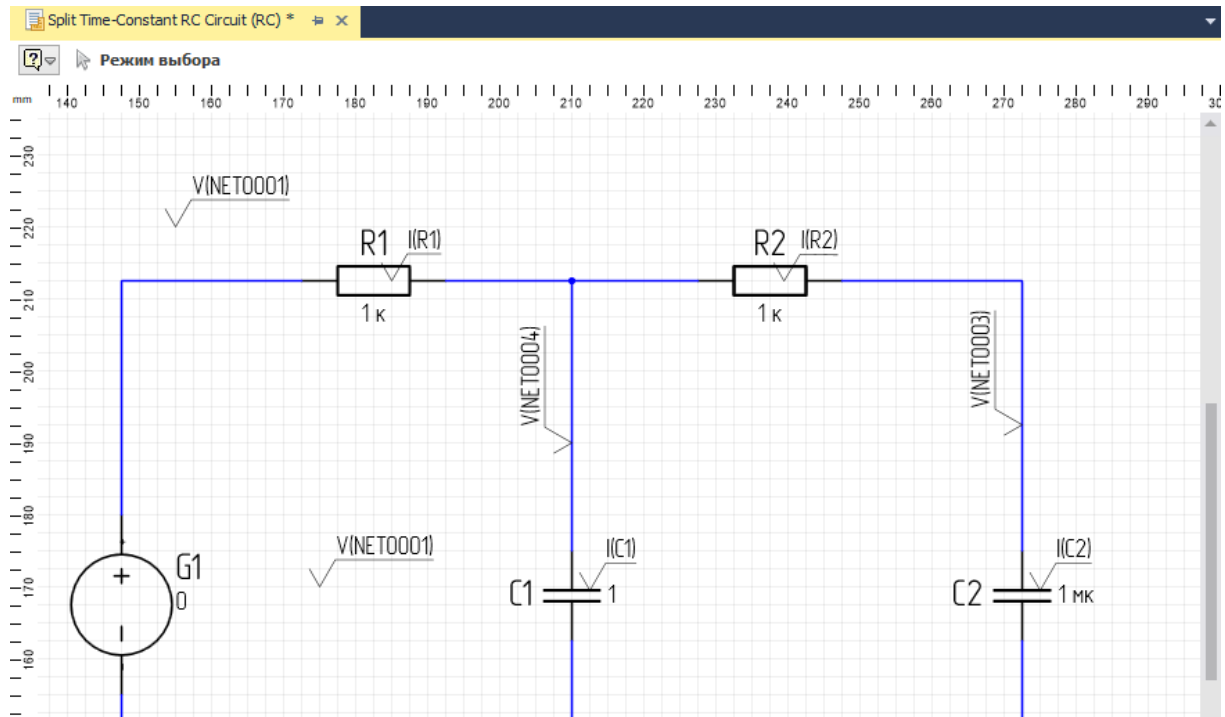 Split Time-Constant RC Circuit (RC) *
Режим выбора
mm 140 150 160 170 180 190 200 210 220 230 240 250 260 270 280 290 30
230
220
210
200
190
180
170
160
V(NET0001)
R1 I(R1)
1 к
R2 I(R2)
1 к
V(NET0004)
V(NET0003)
G1
0
V(NET0001)
C1
I(C1)
1
C2
I(C2)
1 мк